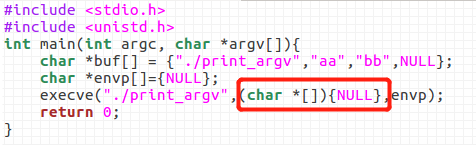 #include <stdio.h>
#include <unistd.h>
int main(int argc, char *argv[]){
    char *buf[] = {"./print_argv","aa","bb",NULL};
    char *envp[]={NULL};
    execve("./print_argv",(char *[]){NULL},envp);
    return 0;
}